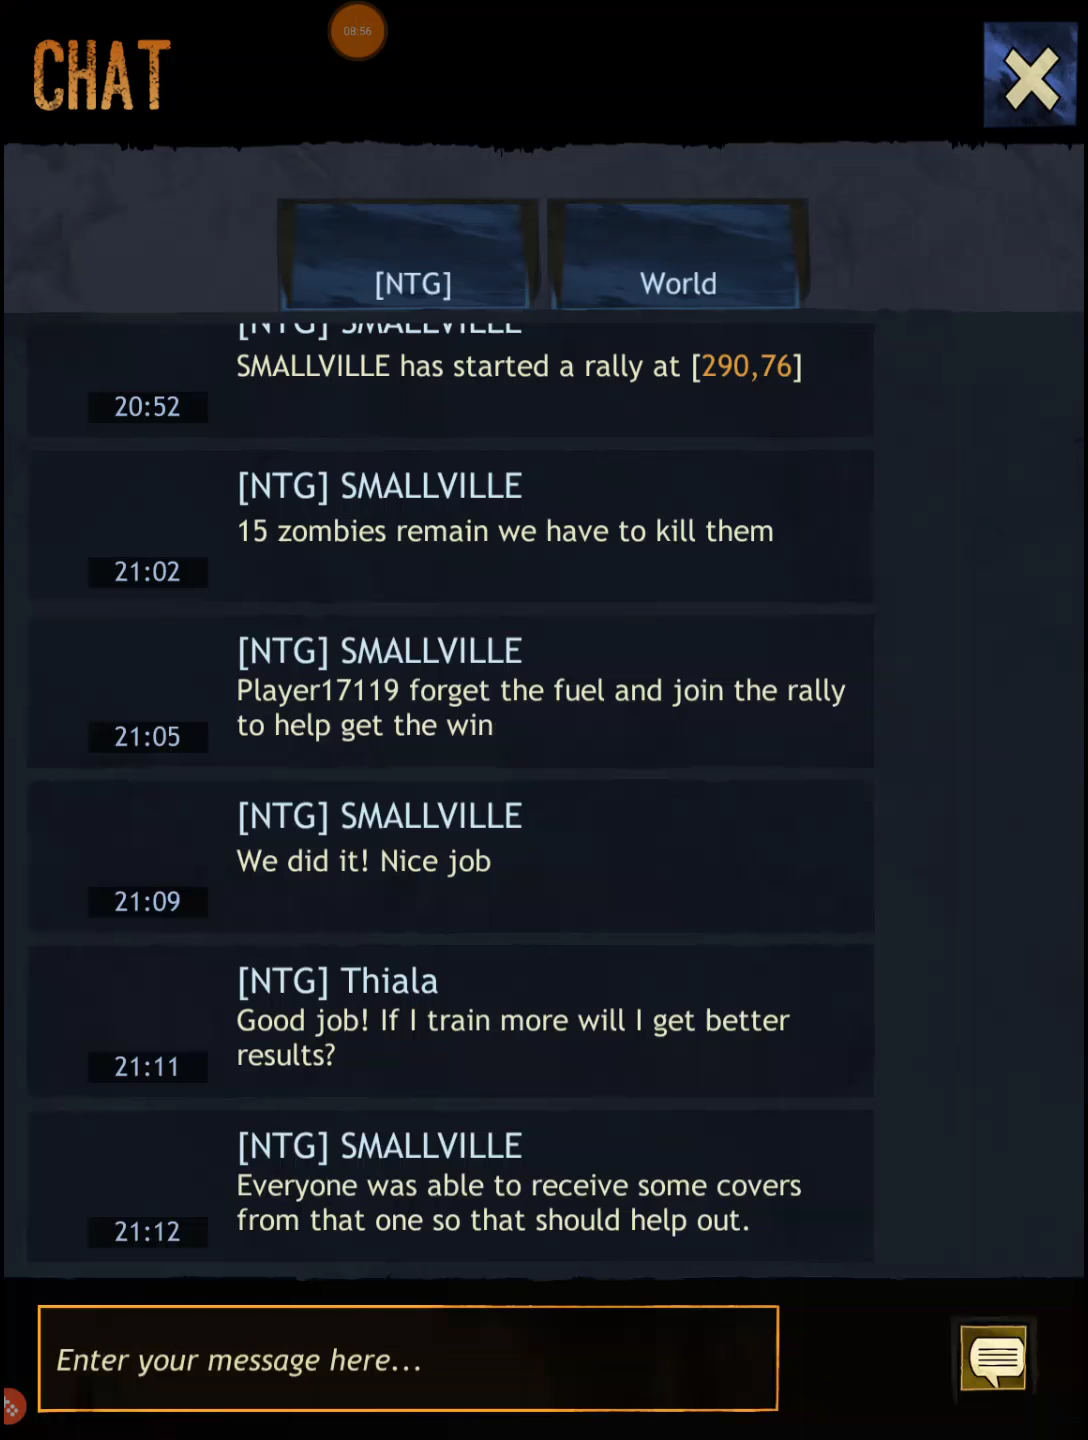 08:56
CHAT
[NTG]
World
[NTG] SMALLVILLE
SMALLVILLE has started a rally at [290,76]
20:52
[NTG] SMALLVILLE
15 zombies remain we have to kill them
21:02
[NTG] SMALLVILLE
Player17119 forget the fuel and join the rally
to help get the win
21:05
[NTG] SMALLVILLE
We did it! Nice job
21:09
[NTG] Thiala
Good job! If I train more will I get better
results?
21:11
[NTG] SMALLVILLE
Everyone was able to receive some covers
from that one so that should help out.
21:12
Enter your message here...